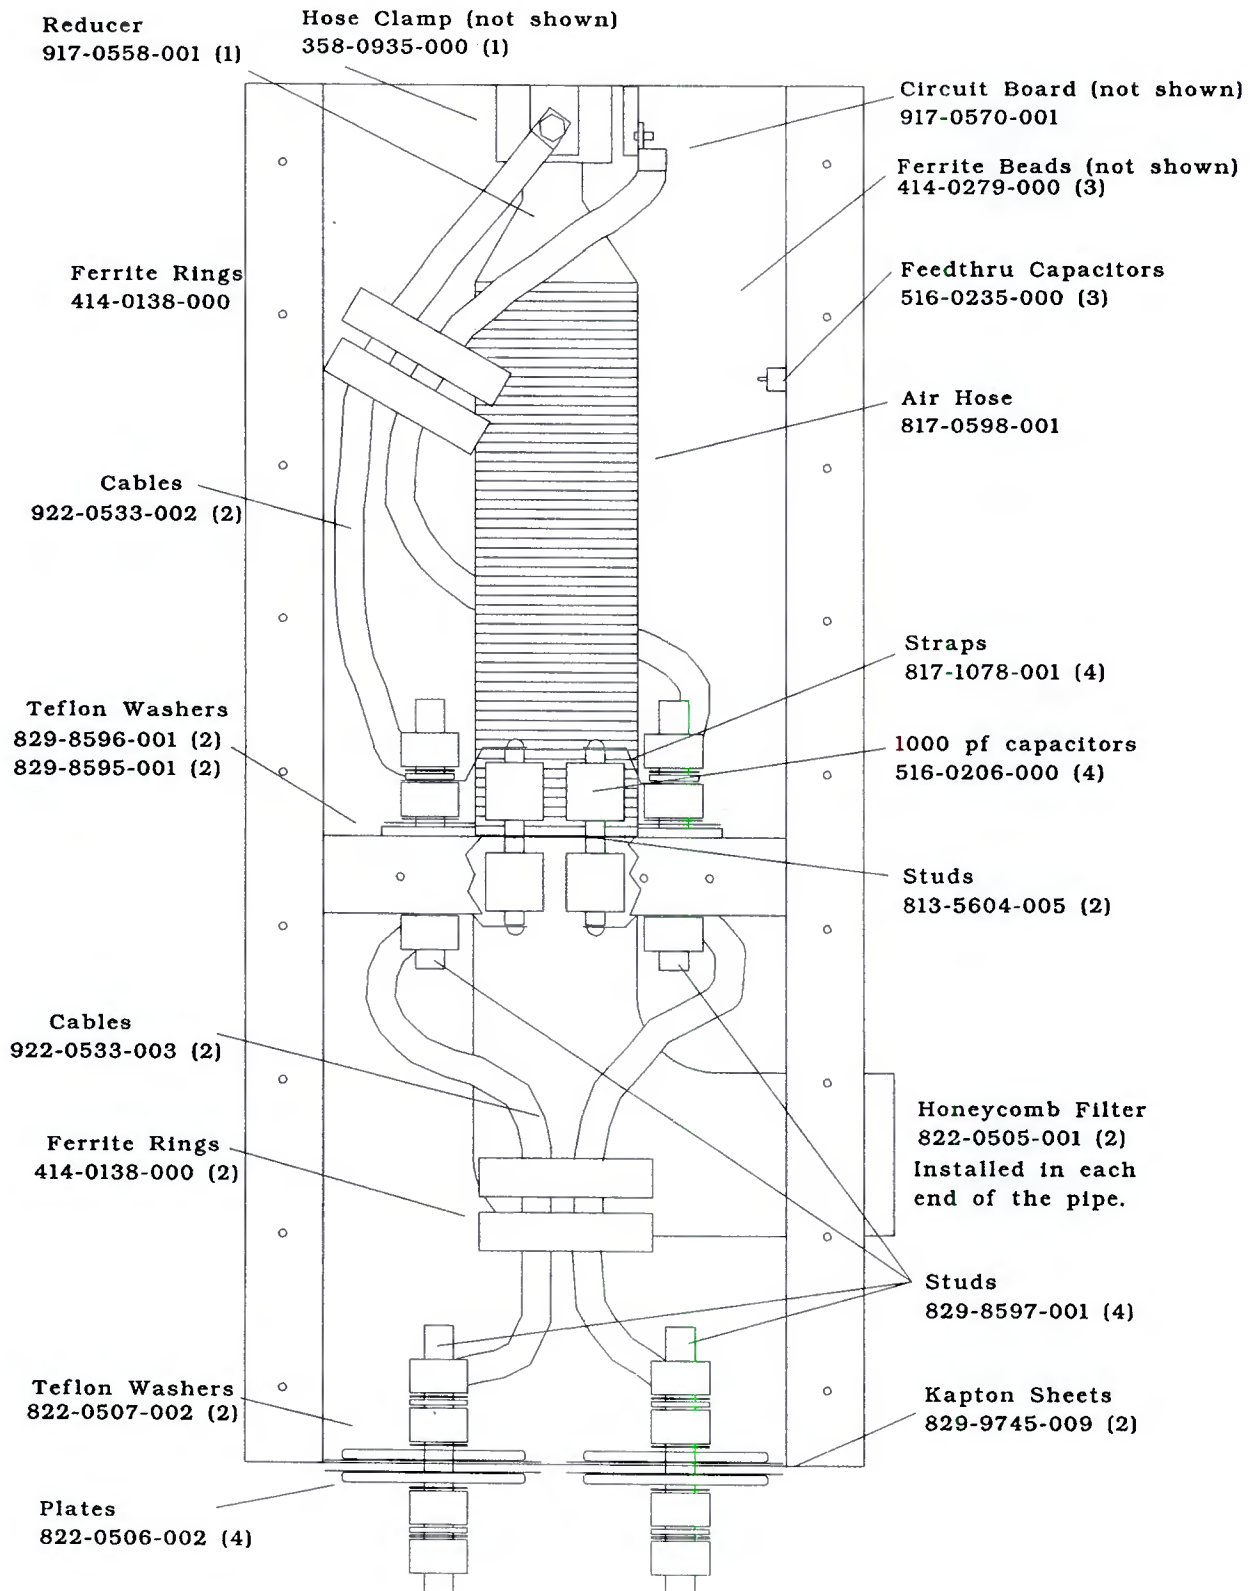 Reducer
917-0558-001 (1)
Hose Clamp (not shown)
358-0935-000 (1)
Circuit Board (not shown)
917-0570-001
Ferrite Beads (not shown)
414-0279-000 (3)
Ferrite Rings
414-0138-000
Feedthru Capacitors
516-0235-000 (3)
Air Hose
817-0598-001
Cables
922-0533-002 (2)
Straps
817-1078-001 (4)
Teflon Washers
829-8596-001 (2)
829-8595-001 (2)
1000 pf capacitors
516-0206-000 (4)
Studs
813-5604-005 (2)
Cables
922-0533-003 (2)
Honeycomb Filter
822-0505-001 (2)
Installed in each
end of the pipe.
Ferrite Rings
414-0138-000 (2)
Studs
829-8597-001 (4)
Teflon Washers
822-0507-002 (2)
Kapton Sheets
829-9745-009 (2)
Plates
822-0506-002 (4)